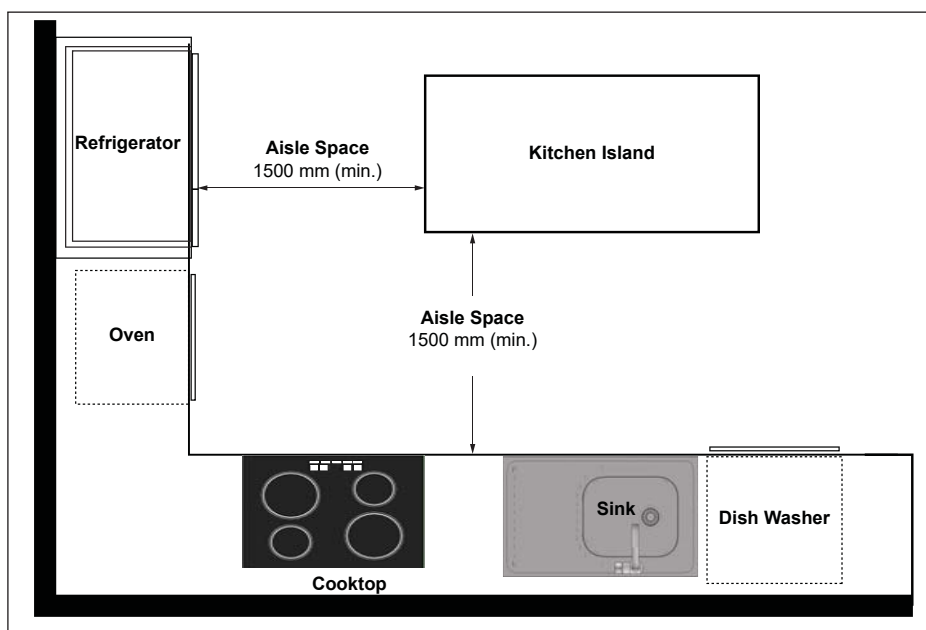 Refrigerator
Aisle Space
1500 mm (min.)
Kitchen Island
Aisle Space
1500 mm (min.)
Oven
Sink
Dish Washer
Cooktop